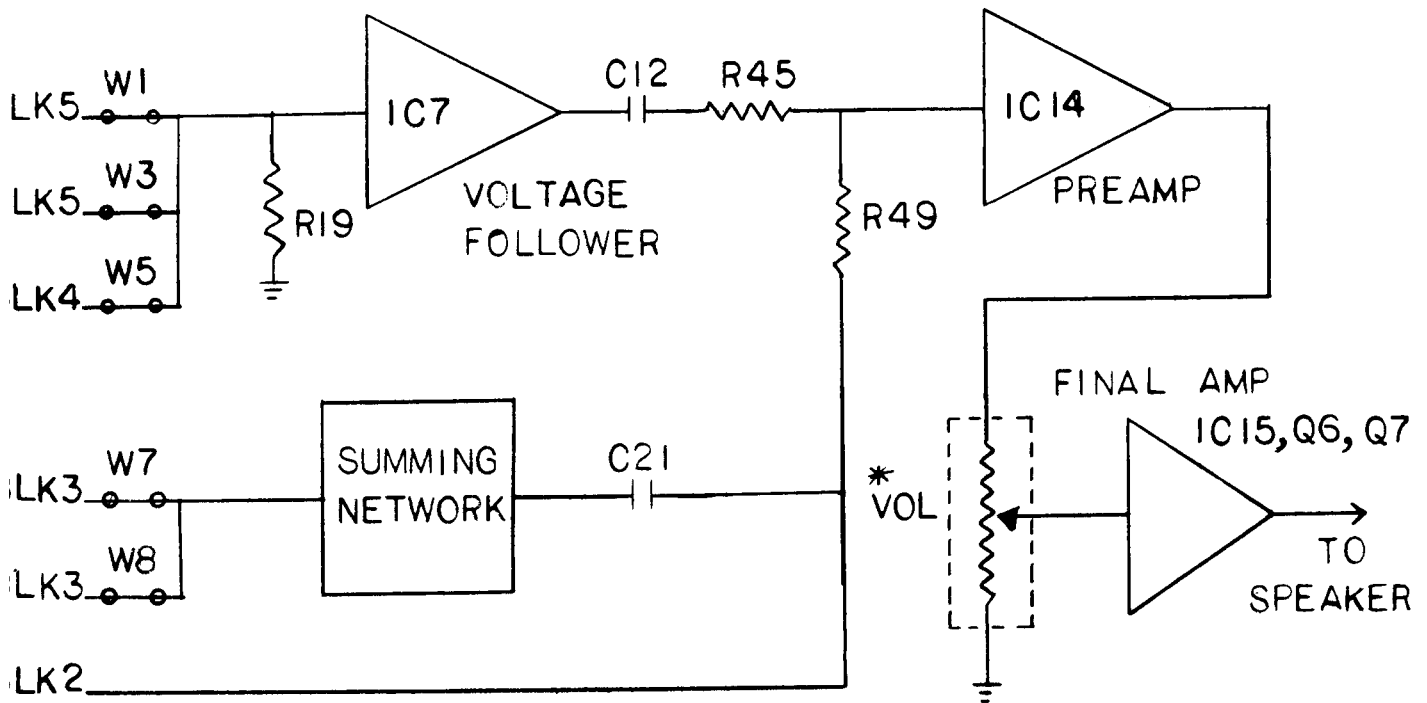 LK5
W1
LK5
W3
LK4
W5
R19
IC7
VOLTAGE
FOLLOWER
C12
R45
R49
IC14
PREAMP
LK3
W7
LK3
W8
SUMMING
NETWORK
C21
LK2
*
VOL
FINAL AMP
IC15, Q6, Q7
TO
SPEAKER